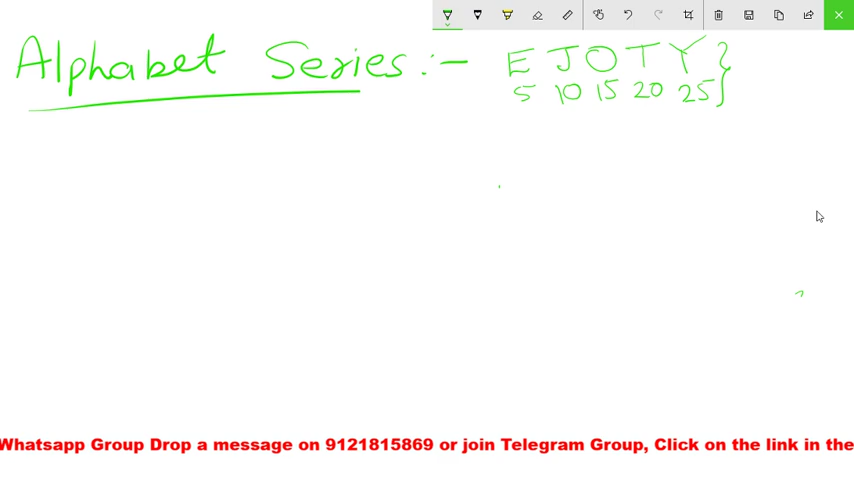 Alphabet Series :- E J O T Y }
5 10 15 20 25
Whatsapp Group Drop a message on 9121815869 or join Telegram Group, Click on the link in the